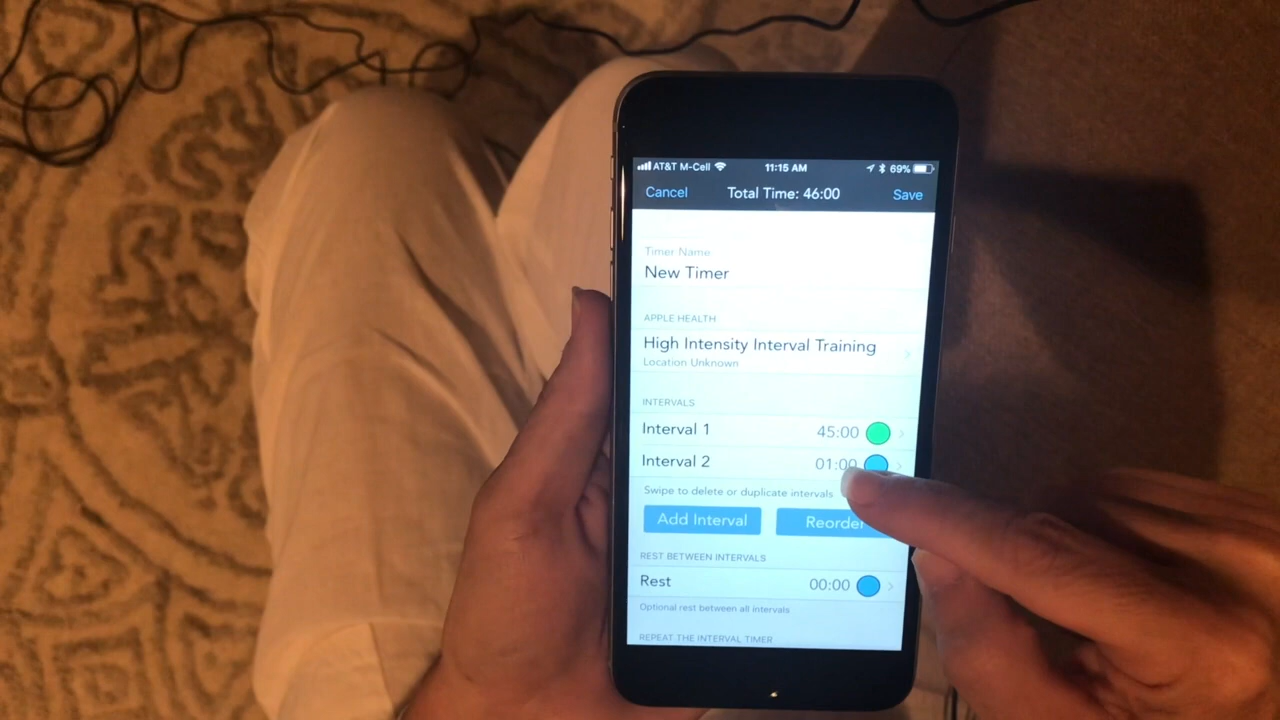 AT&T M-Cell 11:15 AM 69%
Cancel Total Time: 46:00 Save
Timer Name
New Timer
APPLE HEALTH
High Intensity Interval Training
Location Unknown
INTERVALS
Interval 1 45:00
Interval 2 01:00
Swipe to delete or duplicate intervals
Add Interval Reorder
REST BETWEEN INTERVALS
Rest 00:00
Optional rest between all intervals
REPEAT THE INTERVAL TIMER